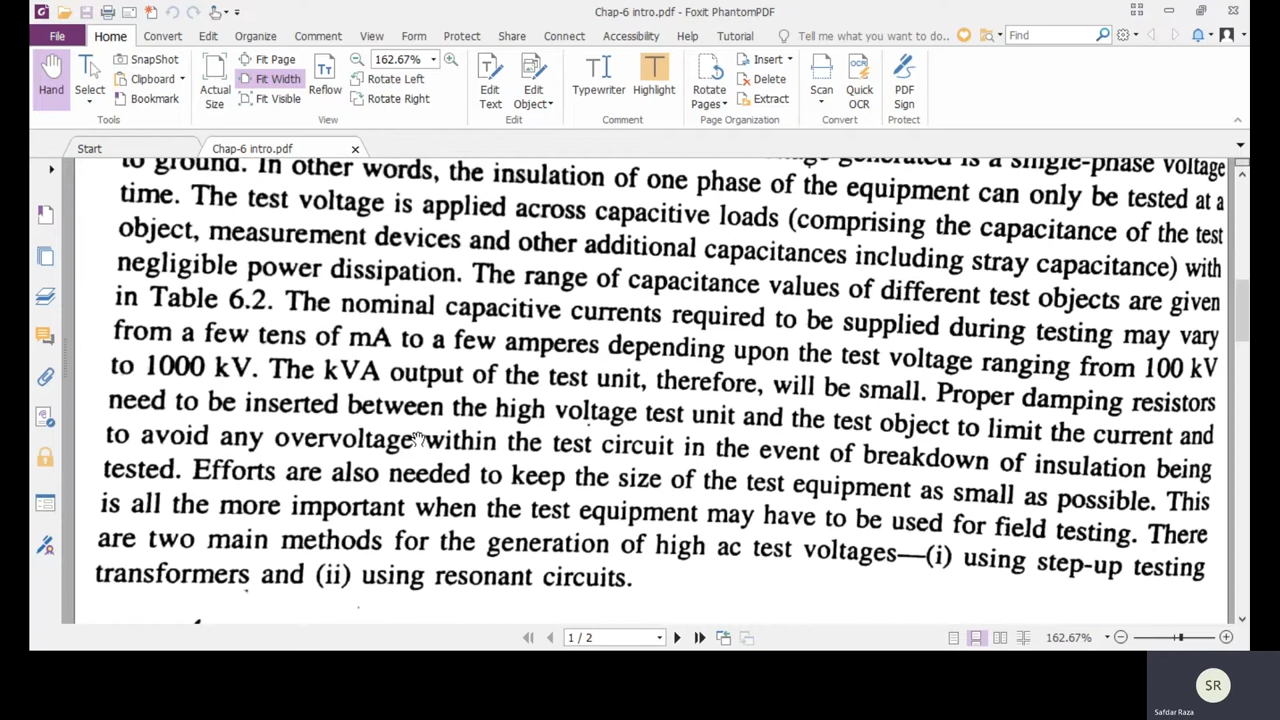 Chap-6 intro.pdf - Foxit PhantomPDF
File Home Convert Edit Organize Comment View Form Protect Share Connect Accessibility Help Tutorial Tell me what you want to do.. Find
Hand Select SnapShot Clipboard Bookmark Actual Size Fit Page Fit Width Fit Visible Reflow 162.67% Rotate Left Rotate Right Edit Text Edit Object Typewriter Highlight Rotate Pages Insert Delete Extract Scan Quick OCR PDF Sign
Tools View Edit Comment Page Organization Convert Protect
Start Chap-6 intro.pdf
to ground. In other words, the insulation of one phase of the equipment can only be tested at a
generated is a single-phase voltage
time. The test voltage is applied across capacitive loads (comprising the capacitance of the test
object, measurement devices and other additional capacitances including stray capacitance) with
negligible power dissipation. The range of capacitance values of different test objects are given
in Table 6.2. The nominal capacitive currents required to be supplied during testing may vary
from a few tens of mA to a few amperes depending upon the test voltage ranging from 100 kV
to 1000 kV. The kVA output of the test unit, therefore, will be small. Proper damping resistors
need to be inserted between the high voltage test unit and the test object to limit the current and
to avoid any overvoltage within the test circuit in the event of breakdown of insulation being
tested. Efforts are also needed to keep the size of the test equipment as small as possible. This
is all the more important when the test equipment may have to be used for field testing. There
are two main methods for the generation of high ac test voltages—(i) using step-up testing
transformers and (ii) using resonant circuits.
1 / 2 162.67%
SR
Safdar Raza